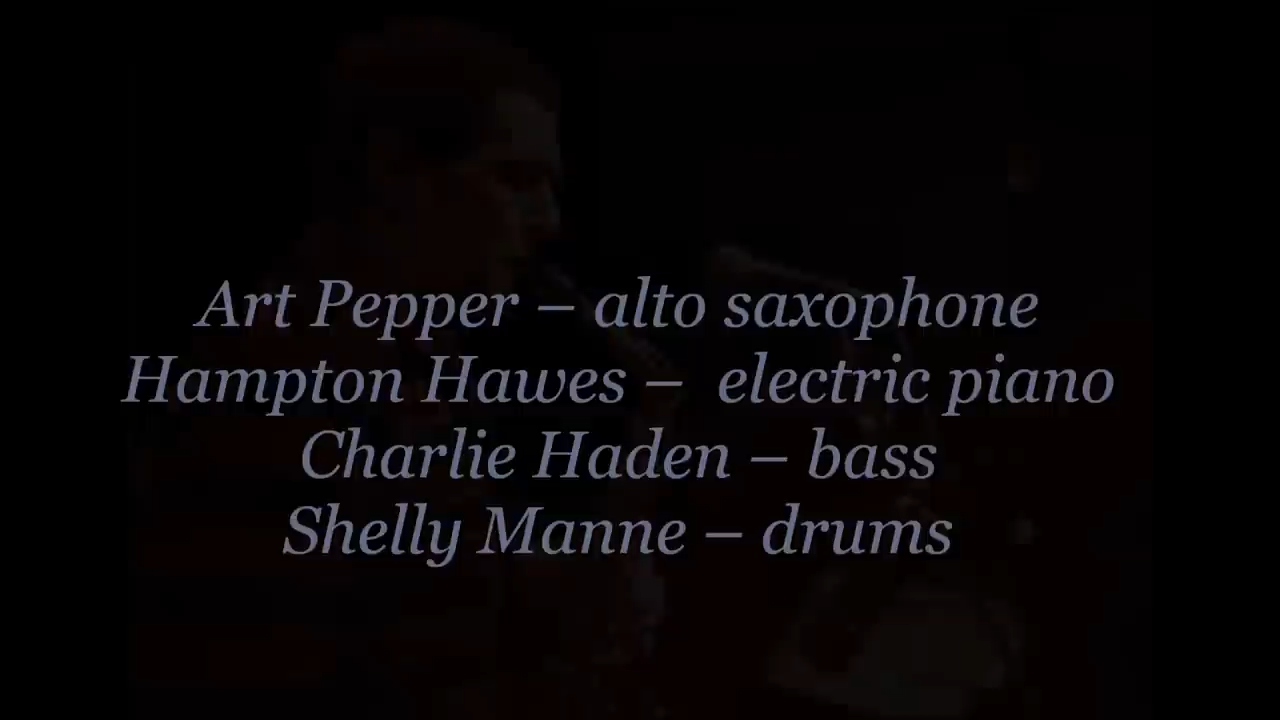 Art Pepper – alto saxophone
Hampton Hawes – electric piano
Charlie Haden – bass
Shelly Manne – drums